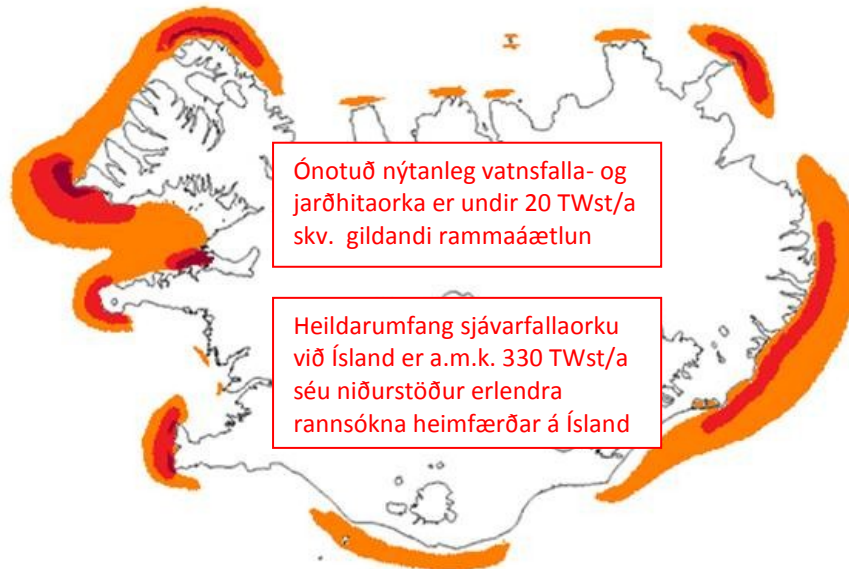 Ónotuð nýtanleg vatnsfalla- og
jarðhitaorka er undir 20 TWst/a
skv. gildandi rammaáætlun
Heildarumfang sjávarfallaorku
við Ísland er a.m.k. 330 TWst/a
séu niðurstöður erlendra
rannsókna heimfærðar á Ísland